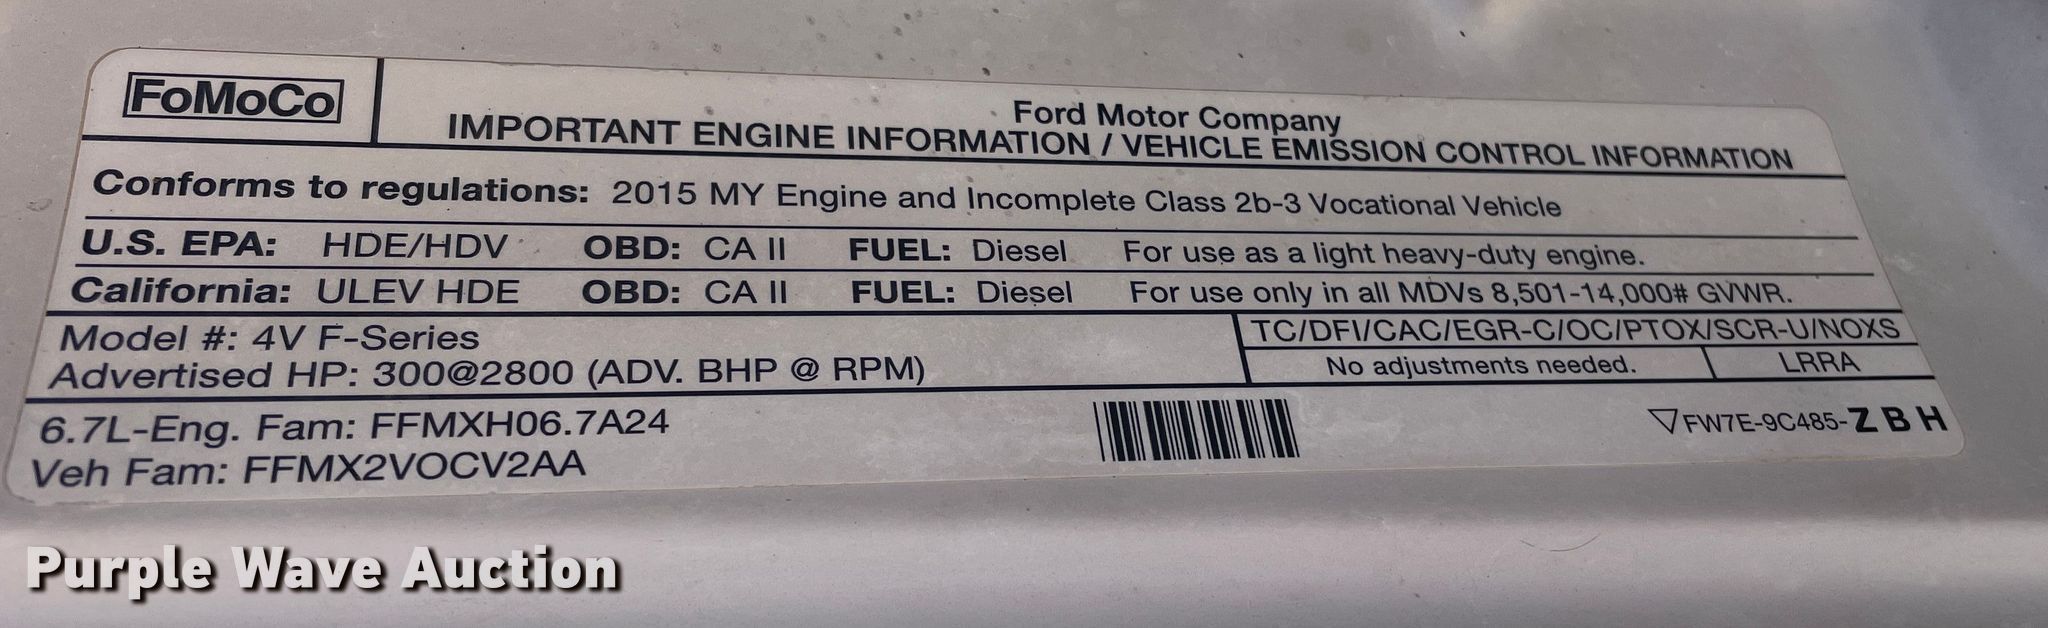 FoMoCo
Ford Motor Company
IMPORTANT ENGINE INFORMATION / VEHICLE EMISSION CONTROL INFORMATION
Conforms to regulations: 2015 MY Engine and Incomplete Class 2b-3 Vocational Vehicle
U.S. EPA: HDE/HDV OBD: CA II FUEL: Diesel For use as a light heavy-duty engine.
California: ULEV HDE OBD: CA II FUEL: Diesel For use only in all MDVs 8,501-14,000# GVWR.
Model #: 4V F-Series
Advertised HP: 300@2800 (ADV. BHP @ RPM)
TC/DFI/CAC/EGR-C/OC/PTOX/SCR-U/NOXS
No adjustments needed. LRRA
6.7L-Eng. Fam: FFMXH06.7A24
Veh Fam: FFMX2VOCV2AA
FW7E-9C485-Z B H
Purple Wave Auction